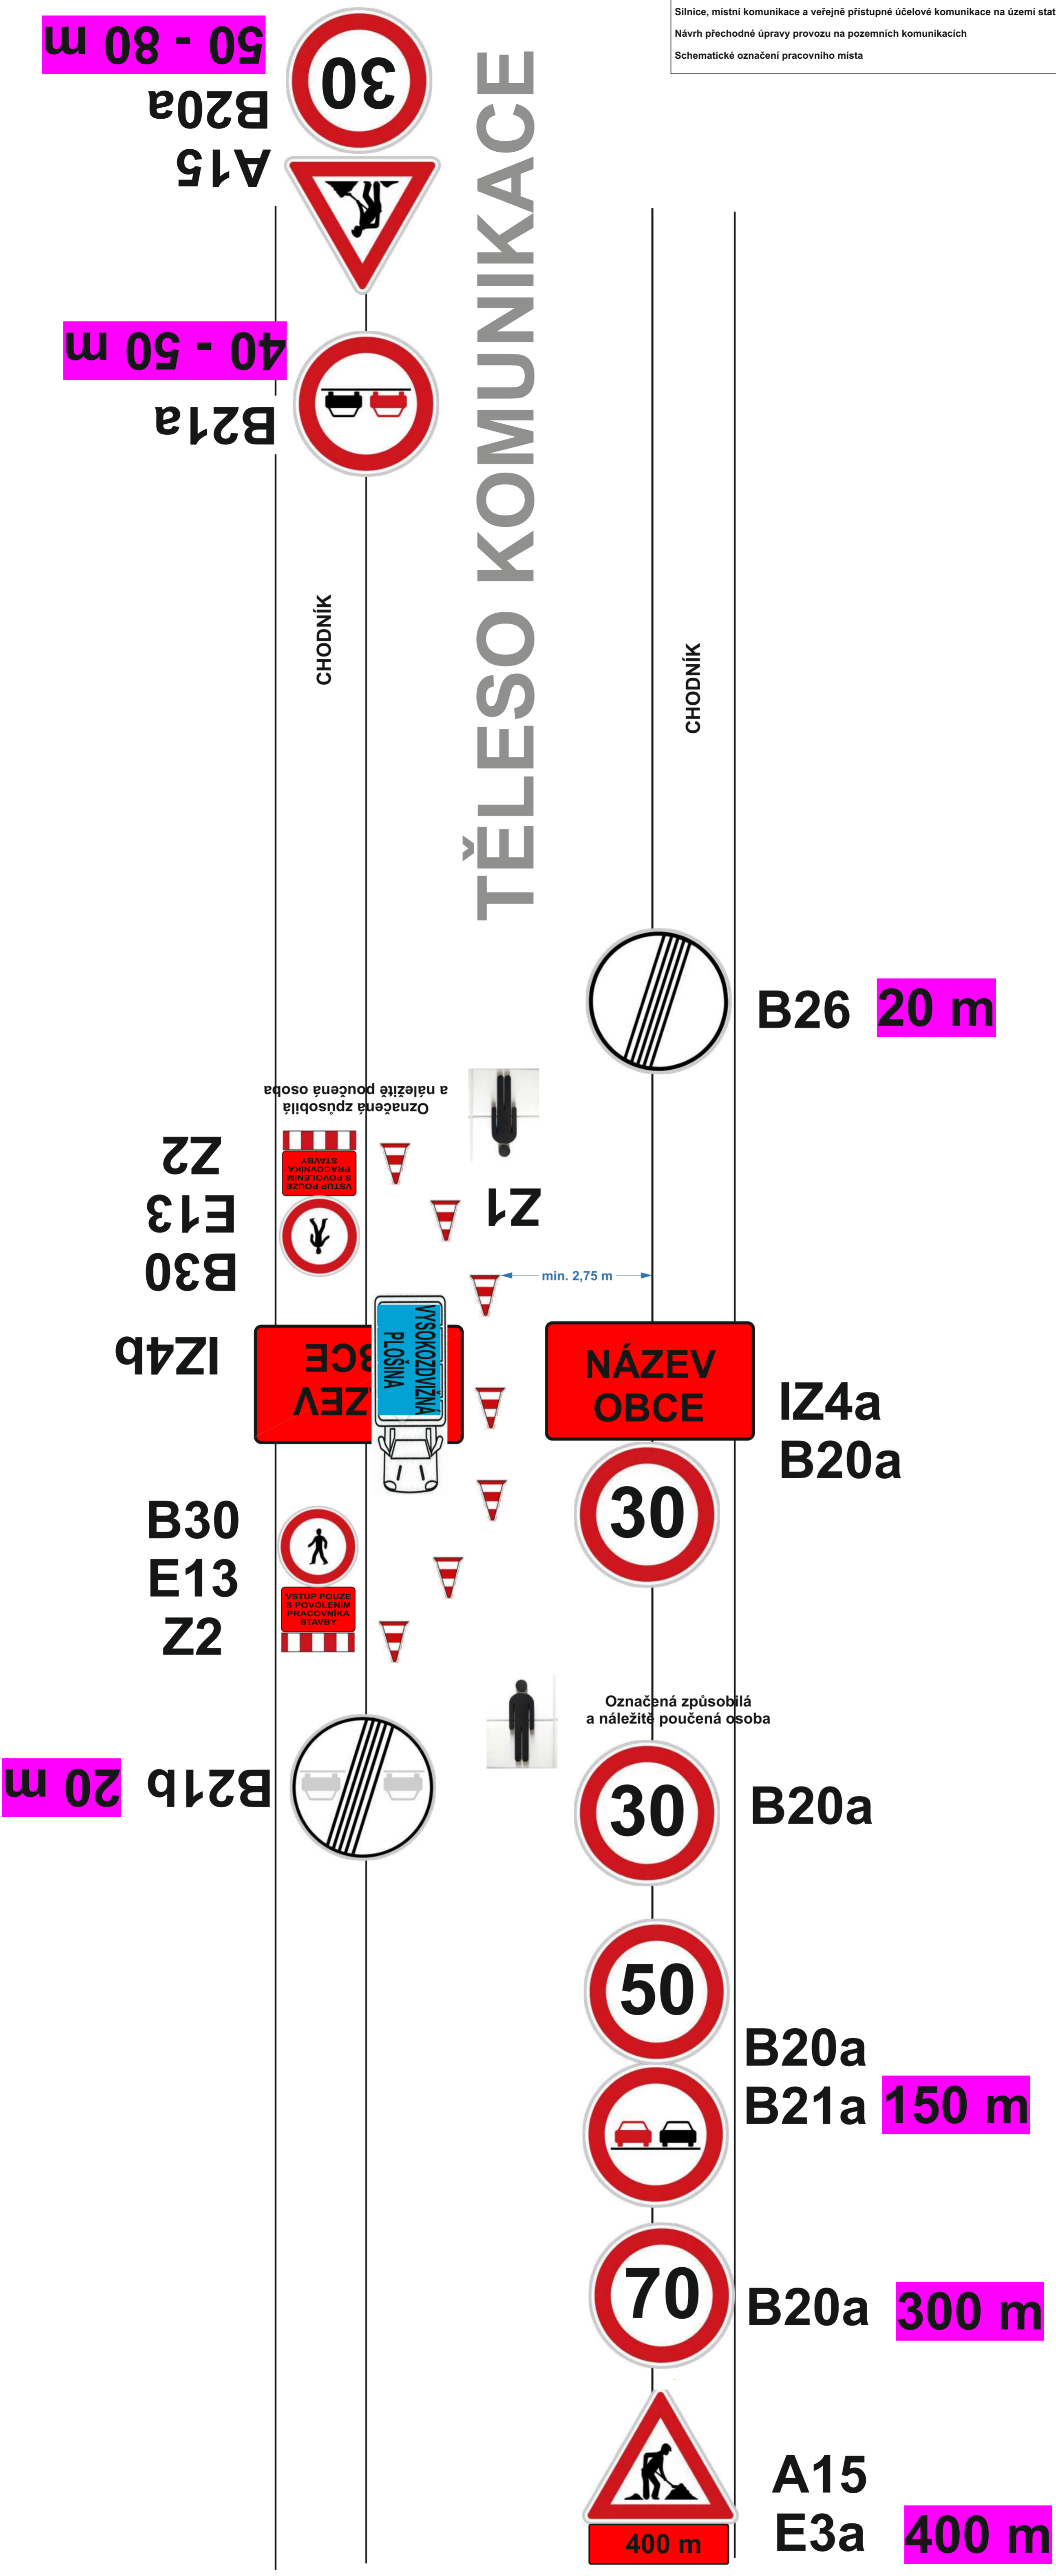 Silnice, místní komunikace a veřejně přístupné účelové komunikace na území stat
Návrh přechodné úpravy provozu na pozemních komunikacích
Schematické označení pracovního místa
50 - 80 m
30
B20a
A15
TĚLESO KOMUNIKACE
40 - 50 m
B21a
CHODNÍK
CHODNÍK
B26 20 m
Označená způsobilá
a náležitě poučená osoba
Z2
E13
B30
VSTUP POUZE
S POVOLENÍM
PRACOVNÍKA
STAVBY
Z1
min. 2,75 m
IZ4b
AZEV
BCE
VYSOKOZDVIŽNÁ
PLOŠINA
NÁZEV
OBCE
IZ4a
B20a
30
B30
E13
Z2
VSTUP POUZE
S POVOLENÍM
PRACOVNÍKA
STAVBY
Označená způsobilá
a náležitě poučená osoba
B21b 20 m
30
B20a
50
B20a
B21a 150 m
70
B20a 300 m
A15
E3a 400 m
400 m